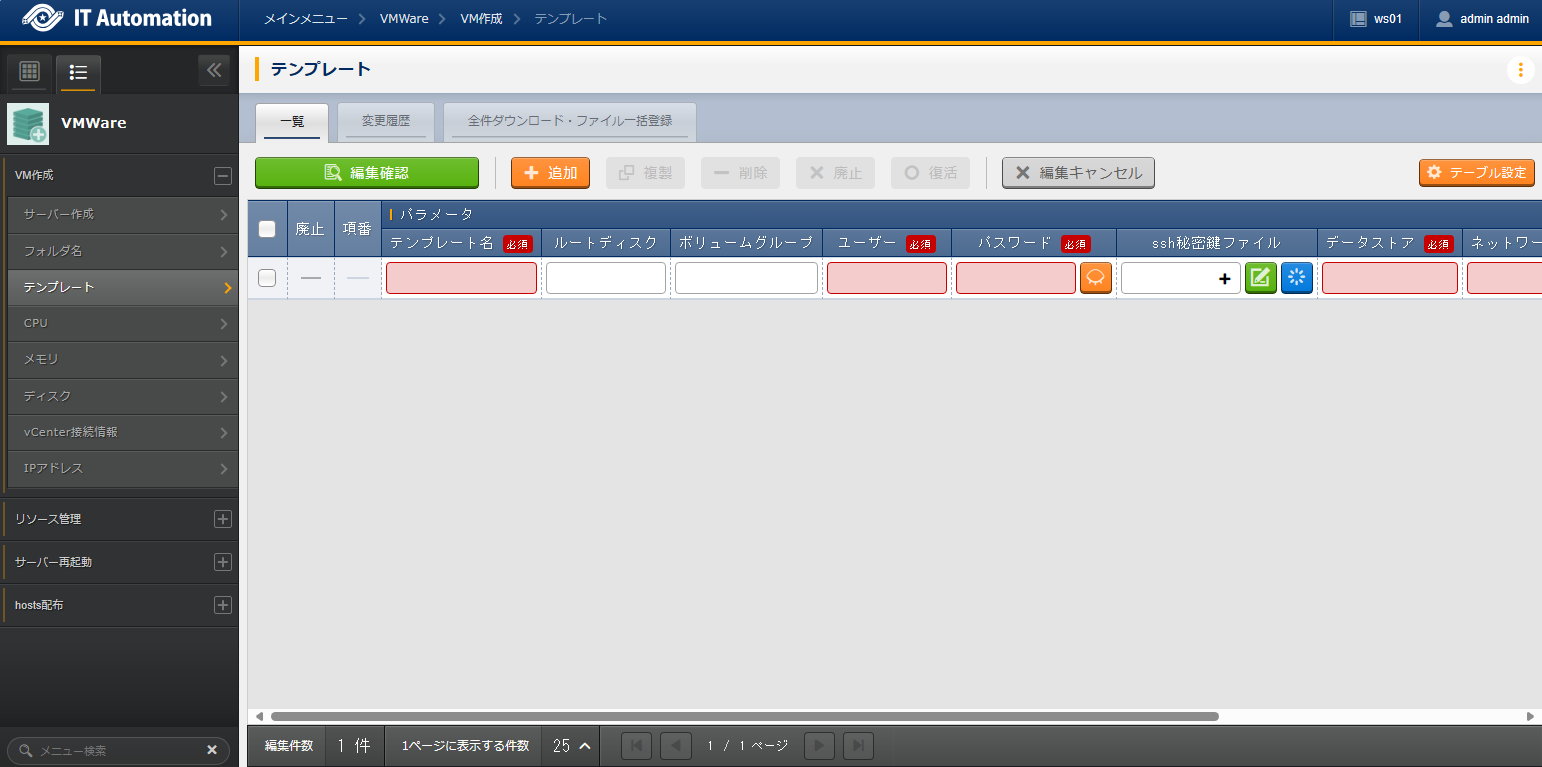 IT Automation
メインメニュー VMWare VM作成 テンプレート
ws01
admin admin
VMWare
VM作成
サーバー作成
フォルダ名
テンプレート
CPU
メモリ
ディスク
vCenter接続情報
IPアドレス
リソース管理
サーバー再起動
hosts配布
メニュー検索
テンプレート
一覧 変更履歴 全件ダウンロード・ファイル一括登録
編集確認 追加 複製 削除 廃止 復活 編集キャンセル テーブル設定
廃止 項番 パラメータ
テンプレート名 必須 ルートディスク ボリュームグループ ユーザー 必須 パスワード 必須 ssh秘密鍵ファイル データストア 必須 ネットワー
編集件数 1 件 1ページに表示する件数 25 1 / 1 ページ